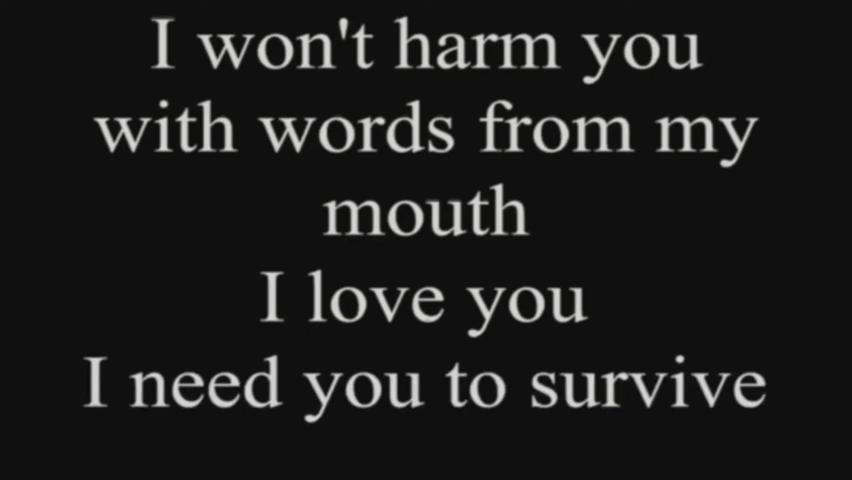 I won't harm you
with words from my
mouth
I love you
I need you to survive